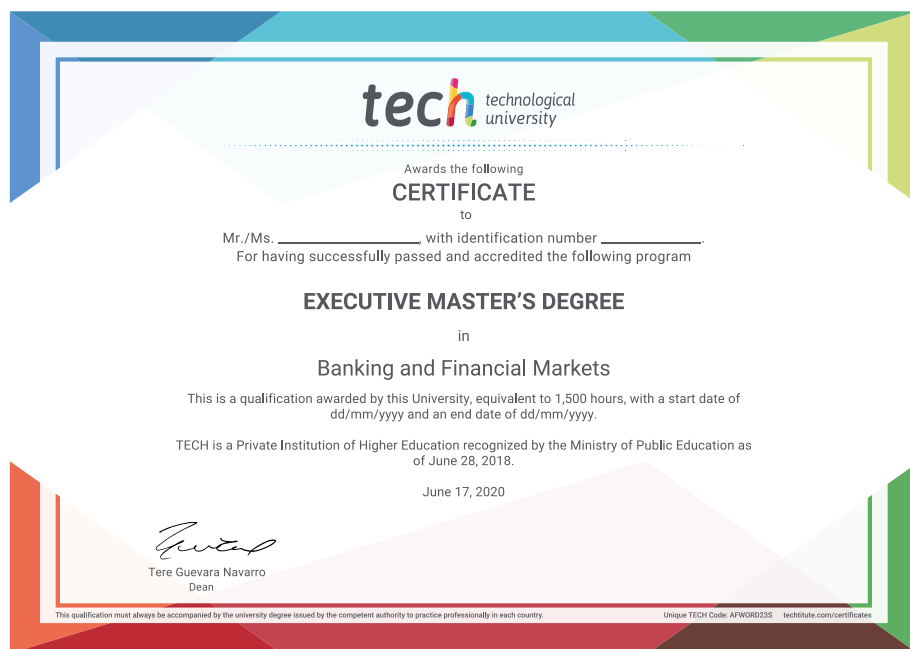 tech technological
university
Awards the following
CERTIFICATE
to
Mr./Ms. ____________, with identification number ____________.
For having successfully passed and accredited the following program
EXECUTIVE MASTER'S DEGREE
in
Banking and Financial Markets
This is a qualification awarded by this University, equivalent to 1,500 hours, with a start date of
dd/mm/yyyy and an end date of dd/mm/yyyy.
TECH is a Private Institution of Higher Education recognized by the Ministry of Public Education as
of June 28, 2018.
June 17, 2020
Tere Guevara Navarro
Dean
This qualification must always be accompanied by the university degree issued by the competent authority to practice professionally in each country. Unique TECH Code: AFWORD23S techtitute.com/certificates